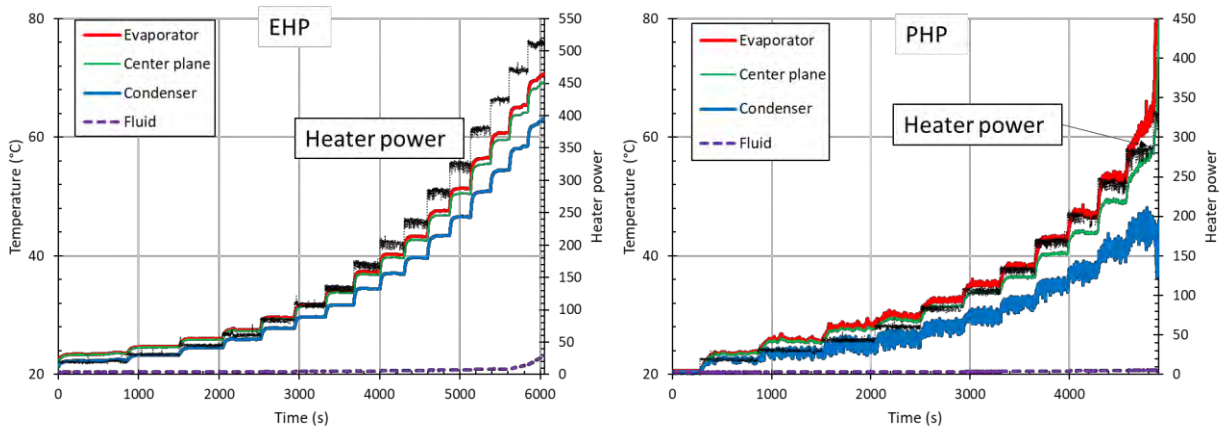 EHP
Evaporator
Center plane
Condenser
Fluid
Heater power
Temperature (°C)
80
60
40
20
Heater power
550
500
450
400
350
300
250
200
150
100
50
0
0
1000
2000
3000
4000
5000
6000
Time (s)
PHP
Evaporator
Center plane
Condenser
Fluid
Heater power
Temperature (°C)
80
60
40
20
Heater power
450
400
350
300
250
200
150
100
50
0
0
1000
2000
3000
4000
Time (s)